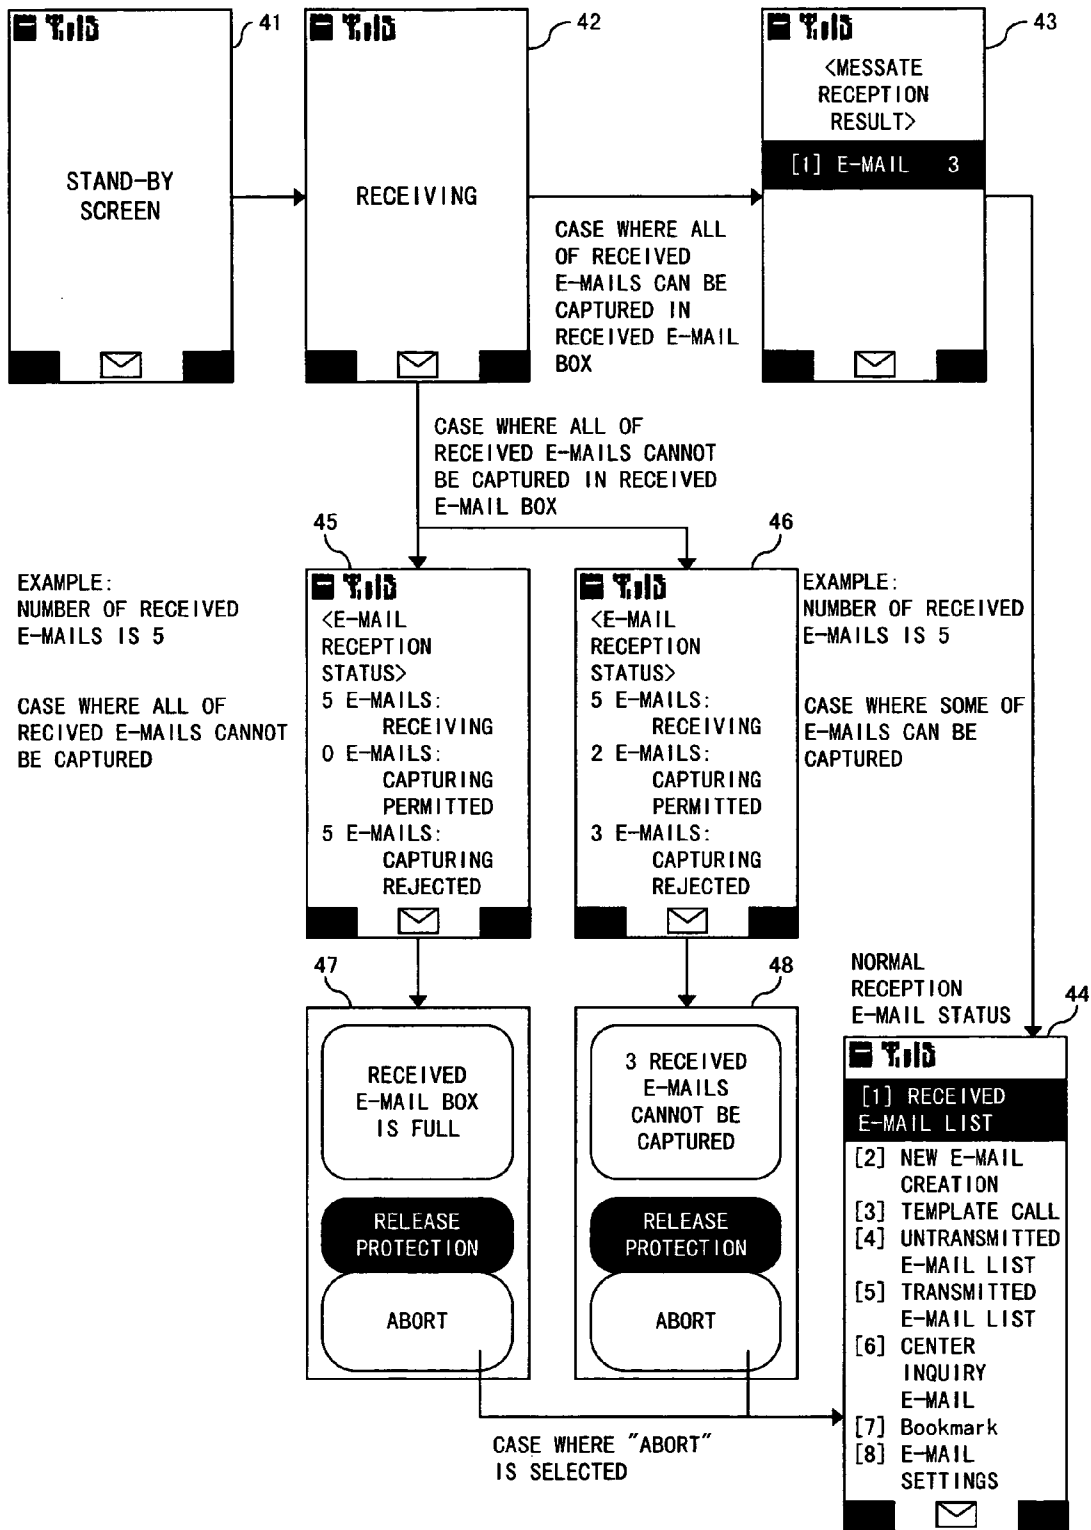 41
STAND-BY
SCREEN
42
RECEIVING
43
<MESSATE
RECEPTION
RESULT>
[1] E-MAIL 3
CASE WHERE ALL
OF RECEIVED
E-MAILS CAN BE
CAPTURED IN
RECEIVED E-MAIL
BOX
CASE WHERE ALL OF
RECEIVED E-MAILS CANNOT
BE CAPTURED IN RECEIVED
E-MAIL BOX
EXAMPLE:
NUMBER OF RECEIVED
E-MAILS IS 5
CASE WHERE ALL OF
RECIVED E-MAILS CANNOT
BE CAPTURED
45
<E-MAIL
RECEPTION
STATUS>
5 E-MAILS:
RECEIVING
0 E-MAILS:
CAPTURING
PERMITTED
5 E-MAILS:
CAPTURING
REJECTED
46
<E-MAIL
RECEPTION
STATUS>
5 E-MAILS:
RECEIVING
2 E-MAILS:
CAPTURING
PERMITTED
3 E-MAILS:
CAPTURING
REJECTED
EXAMPLE:
NUMBER OF RECEIVED
E-MAILS IS 5
CASE WHERE SOME OF
E-MAILS CAN BE
CAPTURED
47
RECEIVED
E-MAIL BOX
IS FULL
RELEASE
PROTECTION
ABORT
48
3 RECEIVED
E-MAILS
CANNOT BE
CAPTURED
RELEASE
PROTECTION
ABORT
CASE WHERE "ABORT"
IS SELECTED
NORMAL
RECEPTION
E-MAIL STATUS
44
[1] RECEIVED
E-MAIL LIST
[2] NEW E-MAIL
CREATION
[3] TEMPLATE CALL
[4] UNTRANSMITTED
E-MAIL LIST
[5] TRANSMITTED
E-MAIL LIST
[6] CENTER
INQUIRY
E-MAIL
[7] Bookmark
[8] E-MAIL
SETTINGS